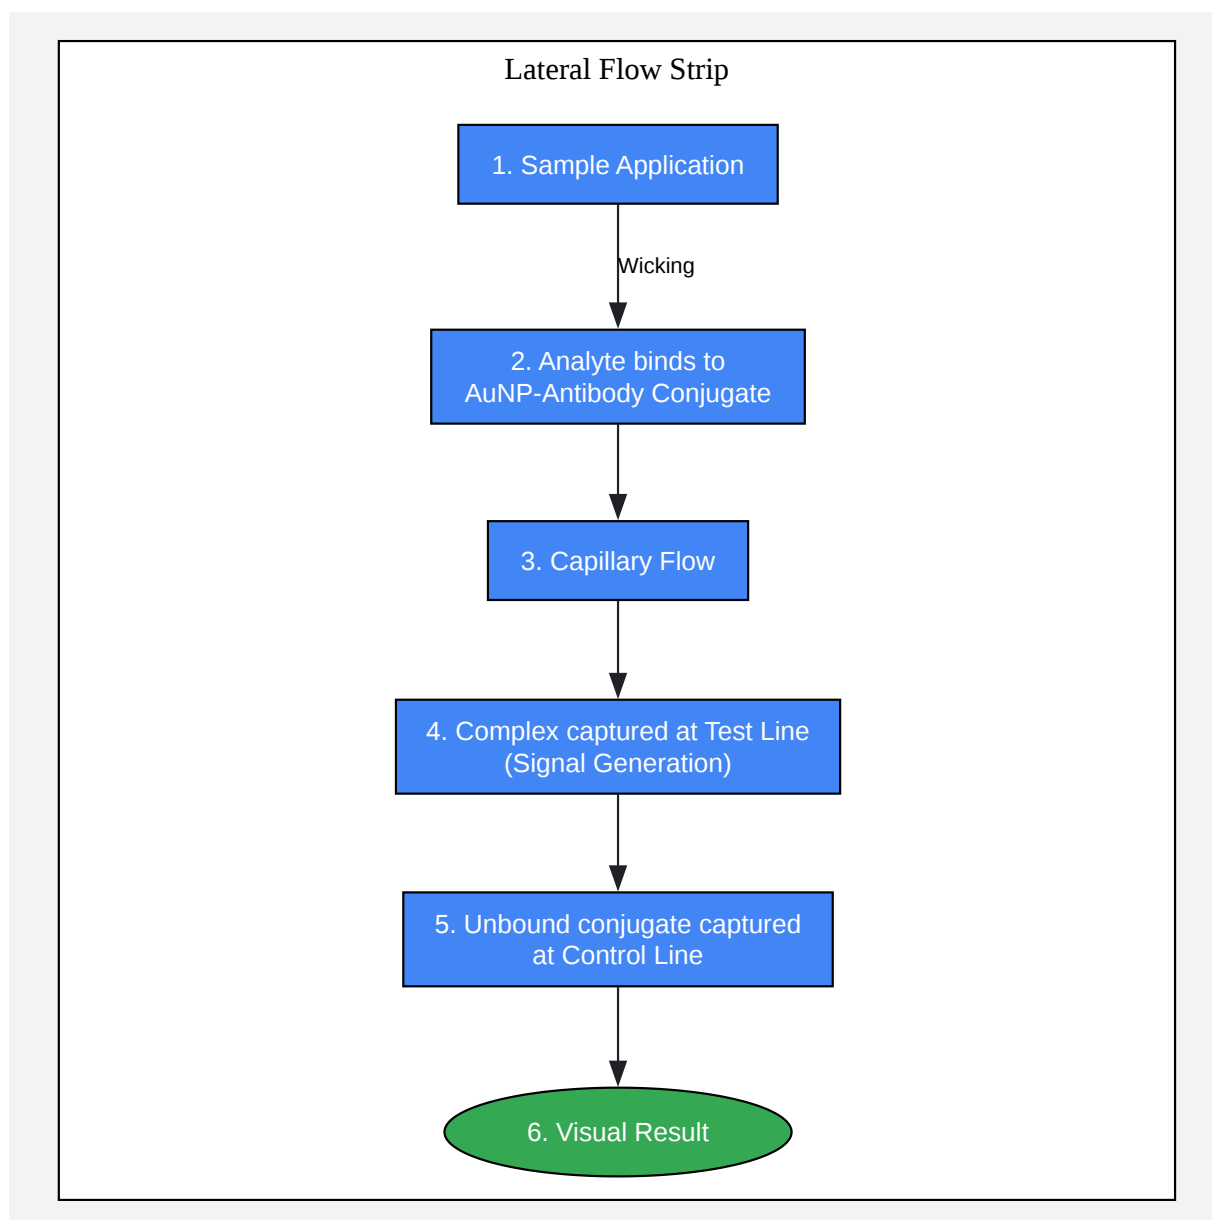 Lateral Flow Strip
1. Sample Application
Wicking
2. Analyte binds to
AuNP-Antibody Conjugate
3. Capillary Flow
4. Complex captured at Test Line
(Signal Generation)
5. Unbound conjugate captured
at Control Line
6. Visual Result